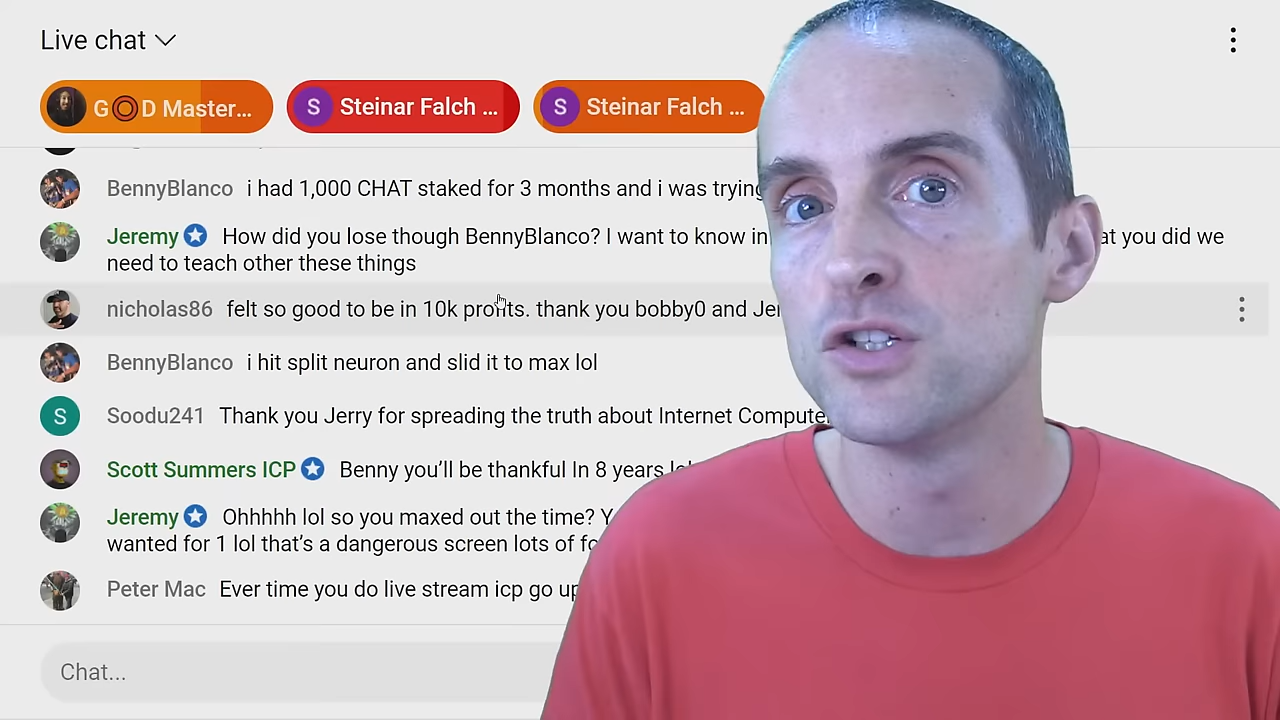 Live chat
G D Master...
S Steinar Falch ...
S Steinar Falch ...
BennyBlanco i had 1,000 CHAT staked for 3 months and i was trying
Jeremy How did you lose though BennyBlanco? I want to know in at you did we
need to teach other these things
nicholas86 felt so good to be in 10k profits. thank you bobby0 and Jer
BennyBlanco i hit split neuron and slid it to max lol
S Soodu241 Thank you Jerry for spreading the truth about Internet Compute
Scott Summers ICP Benny you’ll be thankful In 8 years
Jeremy Ohhhhh lol so you maxed out the time?
wanted for 1 lol that’s a dangerous screen lots of
Peter Mac Ever time you do live stream icp go up
Chat...